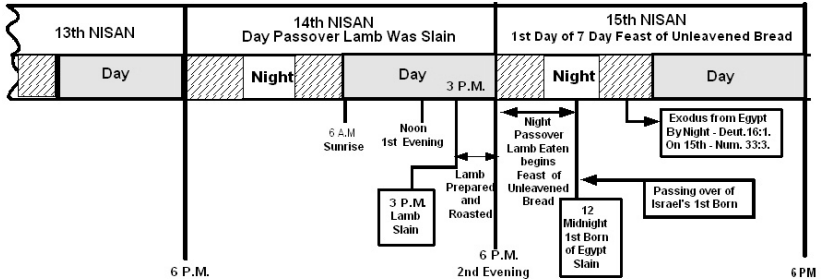 13th NISAN
14th NISAN
Day Passover Lamb Was Slain
15th NISAN
1st Day of 7 Day Feast of Unleavened Bread
Day
Night
Day
3 P.M.
Night
Day
6 A.M
Sunrise
Noon
1st Evening
3 P.M.
Lamb
Slain
Lamb
Prepared
and
Roasted
Night
Passover
Lamb Eaten
begins
Feast of
Unleavened
Bread
12
Midnight
1st Born
of Egypt
Slain
Exodus from Egypt
By Night - Deut.16:1.
On 15th - Num. 33:3.
Passing over of
Israel's 1st Born
6 P.M.
6 P.M.
2nd Evening
6 PM